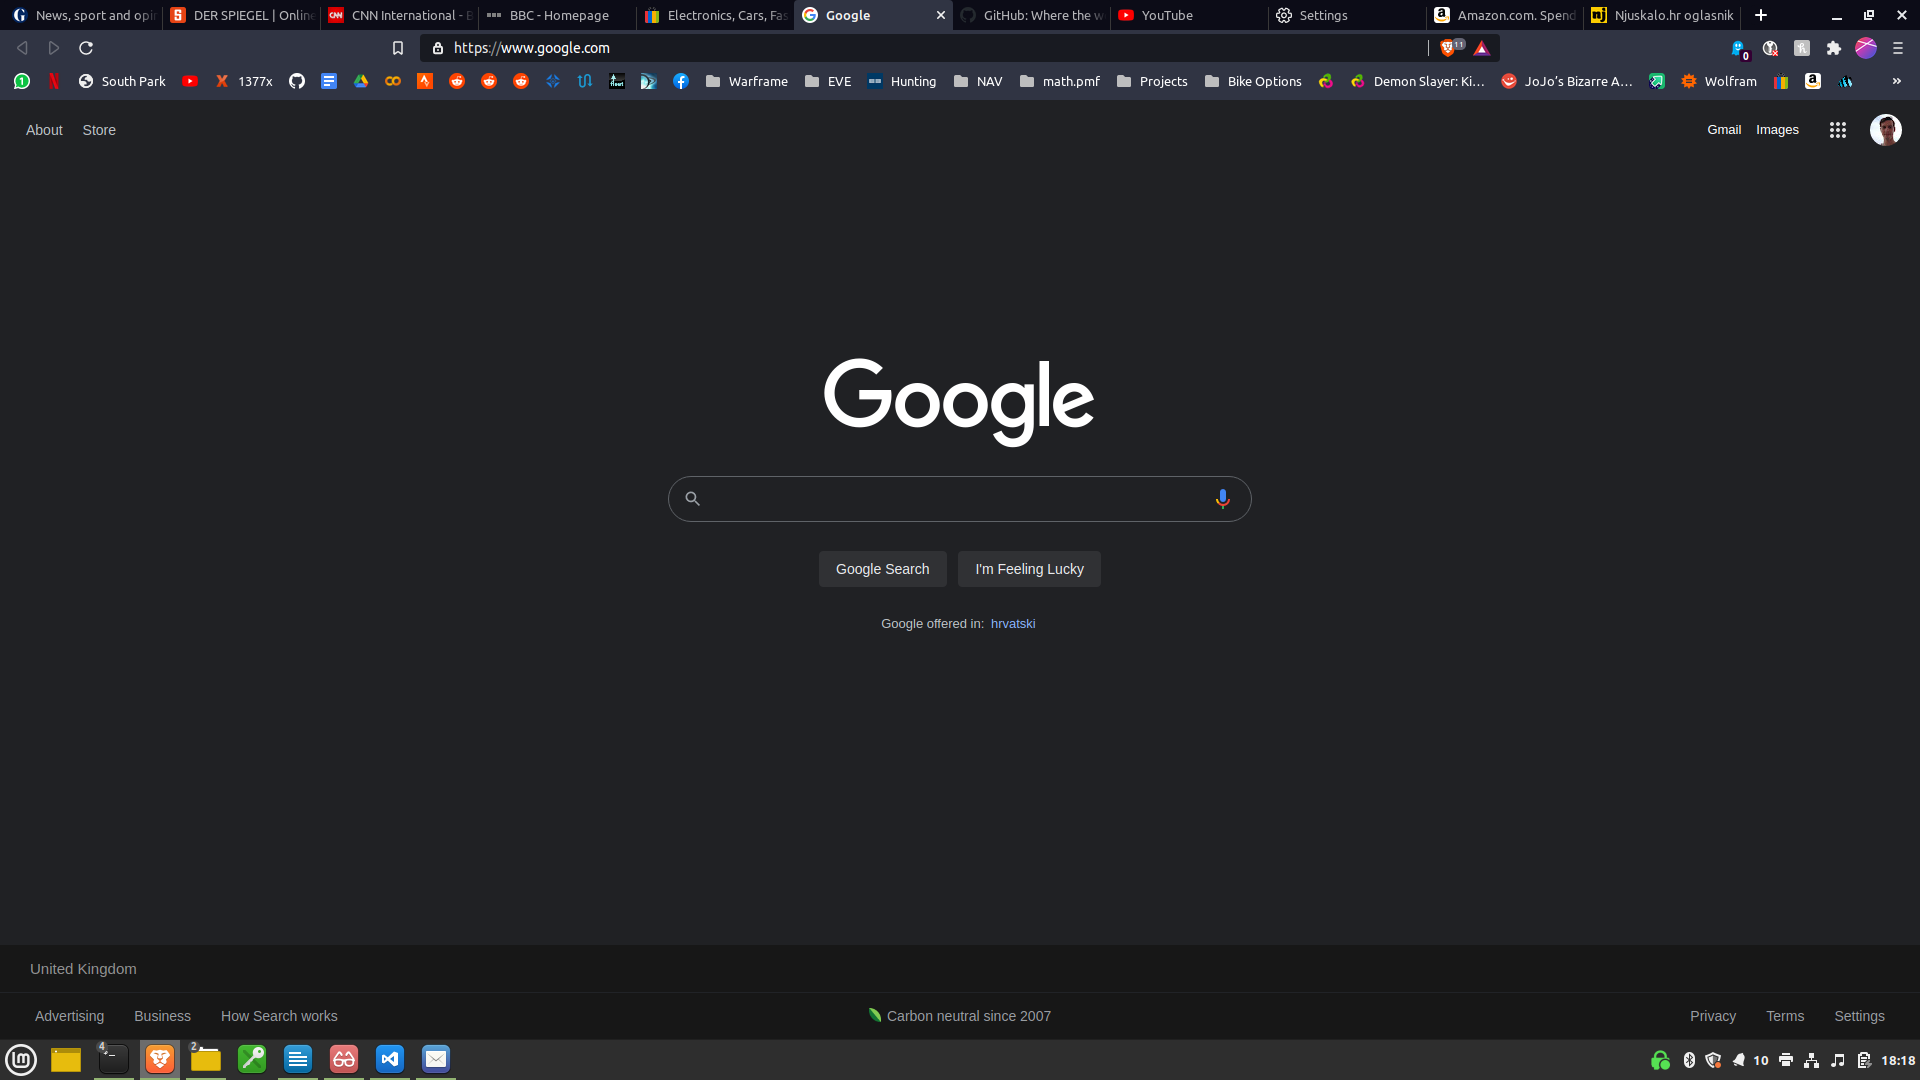 News, sport and opi
DER SPIEGEL | Online
CNN International - B
BBC - Homepage
Electronics, Cars, Fas
Google
GitHub: Where the w
YouTube
Settings
Amazon.com. Spend
Njuskalo.hr oglasnik
https://www.google.com
11
0
South Park
1377x
Warframe
EVE
Hunting
NAV
math.pmf
Projects
Bike Options
Demon Slayer: Ki…
JoJo's Bizarre A…
Wolfram
»
About
Store
Gmail
Images
Google
Google Search
I'm Feeling Lucky
Google offered in: hrvatski
United Kingdom
Advertising
Business
How Search works
Carbon neutral since 2007
Privacy
Terms
Settings
4
2
10
18:18